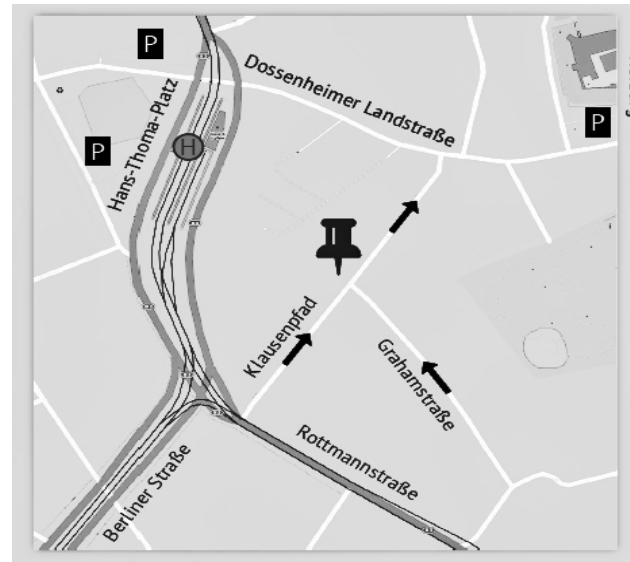 P
Dossenheimer Landstraße
P
Hans-Thoma-Platz
H
P
Klausenpfad
Grahamstraße
Rottmannstraße
Berliner Straße